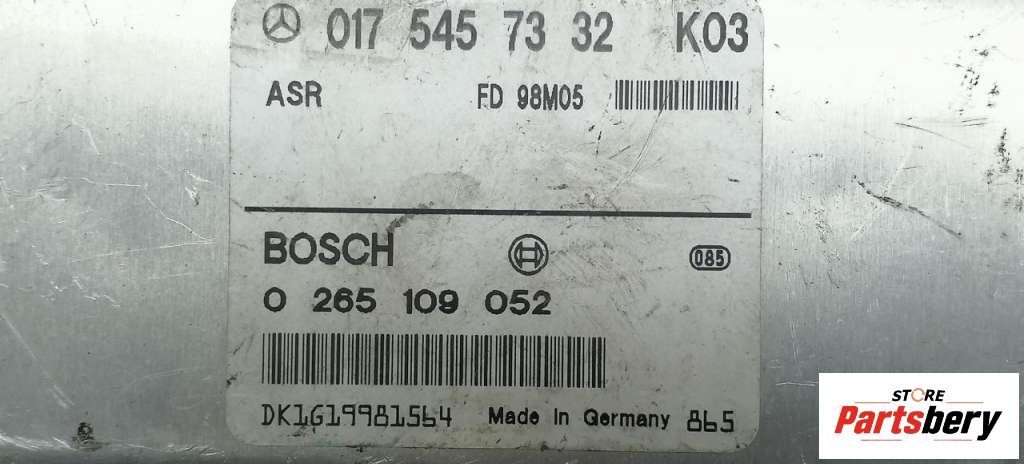 017 545 73 32 K03
ASR FD 98M05
BOSCH 085
0 265 109 052
DK1G19981564 Made In Germany 865
STORE
Partsbery